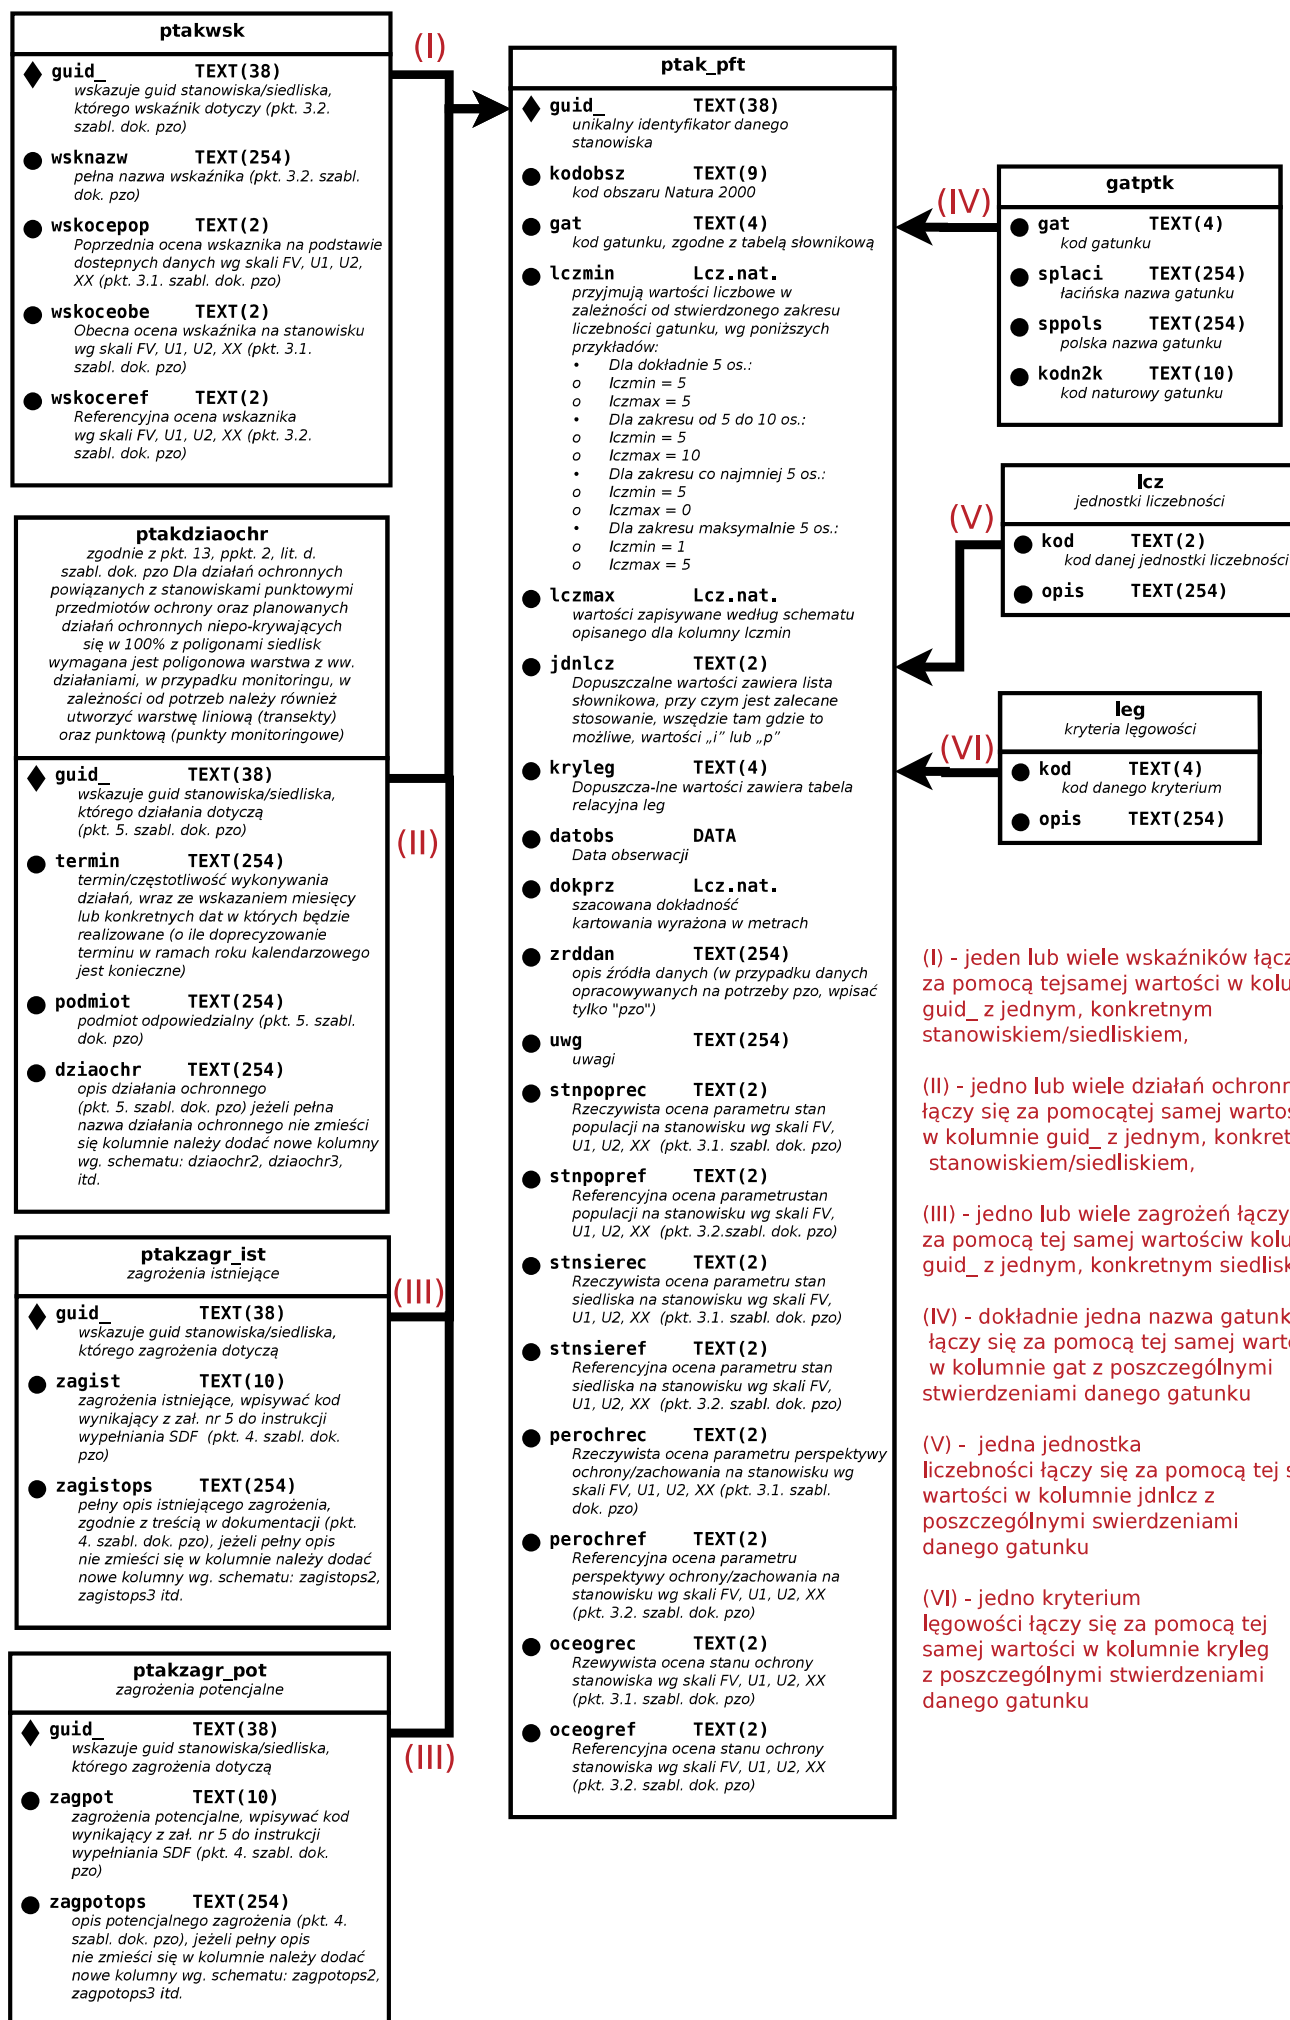 ptakwsk
guid_ TEXT(38)
wskazuje guid stanowiska/siedliska,
którego wskaźnik dotyczy (pkt. 3.2.
szabl. dok. pzo)
wsknazw TEXT(254)
pełna nazwa wskaźnika (pkt. 3.2. szabl.
dok. pzo)
wskocepop TEXT(2)
Poprzednia ocena wskaznika na podstawie
dostepnych danych wg skali FV, U1, U2,
XX (pkt. 3.1. szabl. dok. pzo)
wskoceobe TEXT(2)
Obecna ocena wskaźnika na stanowisku
wg skali FV, U1, U2, XX (pkt. 3.1.
szabl. dok. pzo)
wskoceref TEXT(2)
Referencyjna ocena wskaznika
wg skali FV, U1, U2, XX (pkt. 3.2.
szabl. dok. pzo)
ptakdziaochr
zgodnie z pkt. 13, ppkt. 2, lit. d.
szabl. dok. pzo Dla działań ochronnych
powiązanych z stanowiskami punktowymi
przedmiotów ochrony oraz planowanych
działań ochronnych niepo-krywających
się w 100% z poligonami siedlisk
wymagana jest poligonowa warstwa z ww.
działaniami, w przypadku monitoringu, w
zależności od potrzeb należy również
utworzyć warstwę liniową (transekty)
oraz punktową (punkty monitoringowe)
guid_ TEXT(38)
wskazuje guid stanowiska/siedliska,
którego działania dotyczą
(pkt. 5. szabl. dok. pzo)
termin TEXT(254)
termin/częstotliwość wykonywania
działań, wraz ze wskazaniem miesięcy
lub konkretnych dat w których będzie
realizowane (o ile doprecyzowanie
terminu w ramach roku kalendarzowego
jest konieczne)
podmiot TEXT(254)
podmiot odpowiedzialny (pkt. 5. szabl.
dok. pzo)
dziaochr TEXT(254)
opis działania ochronnego
(pkt. 5. szabl. dok. pzo) jeżeli pełna
nazwa działania ochronnego nie zmieści
się kolumnie należy dodać nowe kolumny
wg. schematu: dziaochr2, dziaochr3,
itd.
ptakzagr_ist
zagrożenia istniejące
guid_ TEXT(38)
wskazuje guid stanowiska/siedliska,
którego zagrożenia dotyczą
zagist TEXT(10)
zagrożenia istniejące, wpisywać kod
wynikający z zał. nr 5 do instrukcji
wypełniania SDF (pkt. 4. szabl. dok.
pzo)
zagistops TEXT(254)
pełny opis istniejącego zagrożenia,
zgodnie z treścią w dokumentacji (pkt.
4. szabl. dok. pzo), jeżeli pełny opis
nie zmieści się w kolumnie należy dodać
nowe kolumny wg. schematu: zagistops2,
zagistops3 itd.
ptakzagr_pot
zagrożenia potencjalne
guid_ TEXT(38)
wskazuje guid stanowiska/siedliska,
którego zagrożenia dotyczą
zagpot TEXT(10)
zagrożenia potencjalne, wpisywać kod
wynikający z zał. nr 5 do instrukcji
wypełniania SDF (pkt. 4. szabl. dok.
pzo)
zagpotops TEXT(254)
opis potencjalnego zagrożenia (pkt. 4.
szabl. dok. pzo), jeżeli pełny opis
nie zmieści się w kolumnie należy dodać
nowe kolumny wg. schematu: zagpotops2,
zagpotops3 itd.
(I)
(II)
(III)
(III)
ptak_pft
guid_ TEXT(38)
unikalny identyfikator danego
stanowiska
kodobsz TEXT(9)
kod obszaru Natura 2000
gat TEXT(4)
kod gatunku, zgodne z tabelą słownikową
lczmin Lcz.nat.
przyjmują wartości liczbowe w
zależności od stwierdzonego zakresu
liczebności gatunku, wg poniższych
przykładów:
• Dla dokładnie 5 os.:
o lczmin = 5
o lczmax = 5
• Dla zakresu od 5 do 10 os.:
o lczmin = 5
o lczmax = 10
• Dla zakresu co najmniej 5 os.:
o lczmin = 5
o lczmax = 0
• Dla zakresu maksymalnie 5 os.:
o lczmin = 1
o lczmax = 5
lczmax Lcz.nat.
wartości zapisywane według schematu
opisanego dla kolumny lczmin
jdnlcz TEXT(2)
Dopuszczalne wartości zawiera lista
słownikowa, przy czym jest zalecane
stosowanie, wszędzie tam gdzie to
możliwe, wartości „i” lub „p”
kryleg TEXT(4)
Dopuszcza-lne wartości zawiera tabela
relacyjna leg
datobs DATA
Data obserwacji
dokprz Lcz.nat.
szacowana dokładność
kartowania wyrażona w metrach
zrddan TEXT(254)
opis źródła danych (w przypadku danych
opracowywanych na potrzeby pzo, wpisać
tylko "pzo")
uwg TEXT(254)
uwagi
stnpoprec TEXT(2)
Rzeczywista ocena parametru stan
populacji na stanowisku wg skali FV,
U1, U2, XX (pkt. 3.1. szabl. dok. pzo)
stnpopref TEXT(2)
Referencyjna ocena parametrustan
populacji na stanowisku wg skali FV,
U1, U2, XX (pkt. 3.2.szabl. dok. pzo)
stnsierec TEXT(2)
Rzeczywista ocena parametru stan
siedliska na stanowisku wg skali FV,
U1, U2, XX (pkt. 3.1. szabl. dok. pzo)
stnsieref TEXT(2)
Referencyjna ocena parametru stan
siedliska na stanowisku wg skali FV,
U1, U2, XX (pkt. 3.2. szabl. dok. pzo)
perochrec TEXT(2)
Rzeczywista ocena parametru perspektywy
ochrony/zachowania na stanowisku wg
skali FV, U1, U2, XX (pkt. 3.1. szabl.
dok. pzo)
perochref TEXT(2)
Referencyjna ocena parametru
perspektywy ochrony/zachowania na
stanowisku wg skali FV, U1, U2, XX
(pkt. 3.2. szabl. dok. pzo)
oceogrec TEXT(2)
Rzewywista ocena stanu ochrony
stanowiska wg skali FV, U1, U2, XX
(pkt. 3.1. szabl. dok. pzo)
oceogref TEXT(2)
Referencyjna ocena stanu ochrony
stanowiska wg skali FV, U1, U2, XX
(pkt. 3.2. szabl. dok. pzo)
(IV)
gatptk
gat TEXT(4)
kod gatunku
splaci TEXT(254)
łacińska nazwa gatunku
sppols TEXT(254)
polska nazwa gatunku
kodn2k TEXT(10)
kod naturowy gatunku
(V)
lcz
jednostki liczebności
kod TEXT(2)
kod danej jednostki liczebności
opis TEXT(254)
(VI)
leg
kryteria lęgowości
kod TEXT(4)
kod danego kryterium
opis TEXT(254)
(I) - jeden lub wiele wskaźników łącz
za pomocą tejsamej wartości w kolu
guid_ z jednym, konkretnym
stanowiskiem/siedliskiem,
(II) - jedno lub wiele działań ochronn
łączy się za pomocątej samej wartoś
w kolumnie guid_ z jednym, konkret
stanowiskiem/siedliskiem,
(III) - jedno lub wiele zagrożeń łączy
za pomocą tej samej wartościw kolu
guid_ z jednym, konkretnym siedlisk
(IV) - dokładnie jedna nazwa gatunk
łączy się za pomocą tej samej warto
w kolumnie gat z poszczególnymi
stwierdzeniami danego gatunku
(V) - jedna jednostka
liczebności łączy się za pomocą tej s
wartości w kolumnie jdnlcz z
poszczególnymi swierdzeniami
danego gatunku
(VI) - jedno kryterium
lęgowości łączy się za pomocą tej
samej wartości w kolumnie kryleg
z poszczególnymi stwierdzeniami
danego gatunku